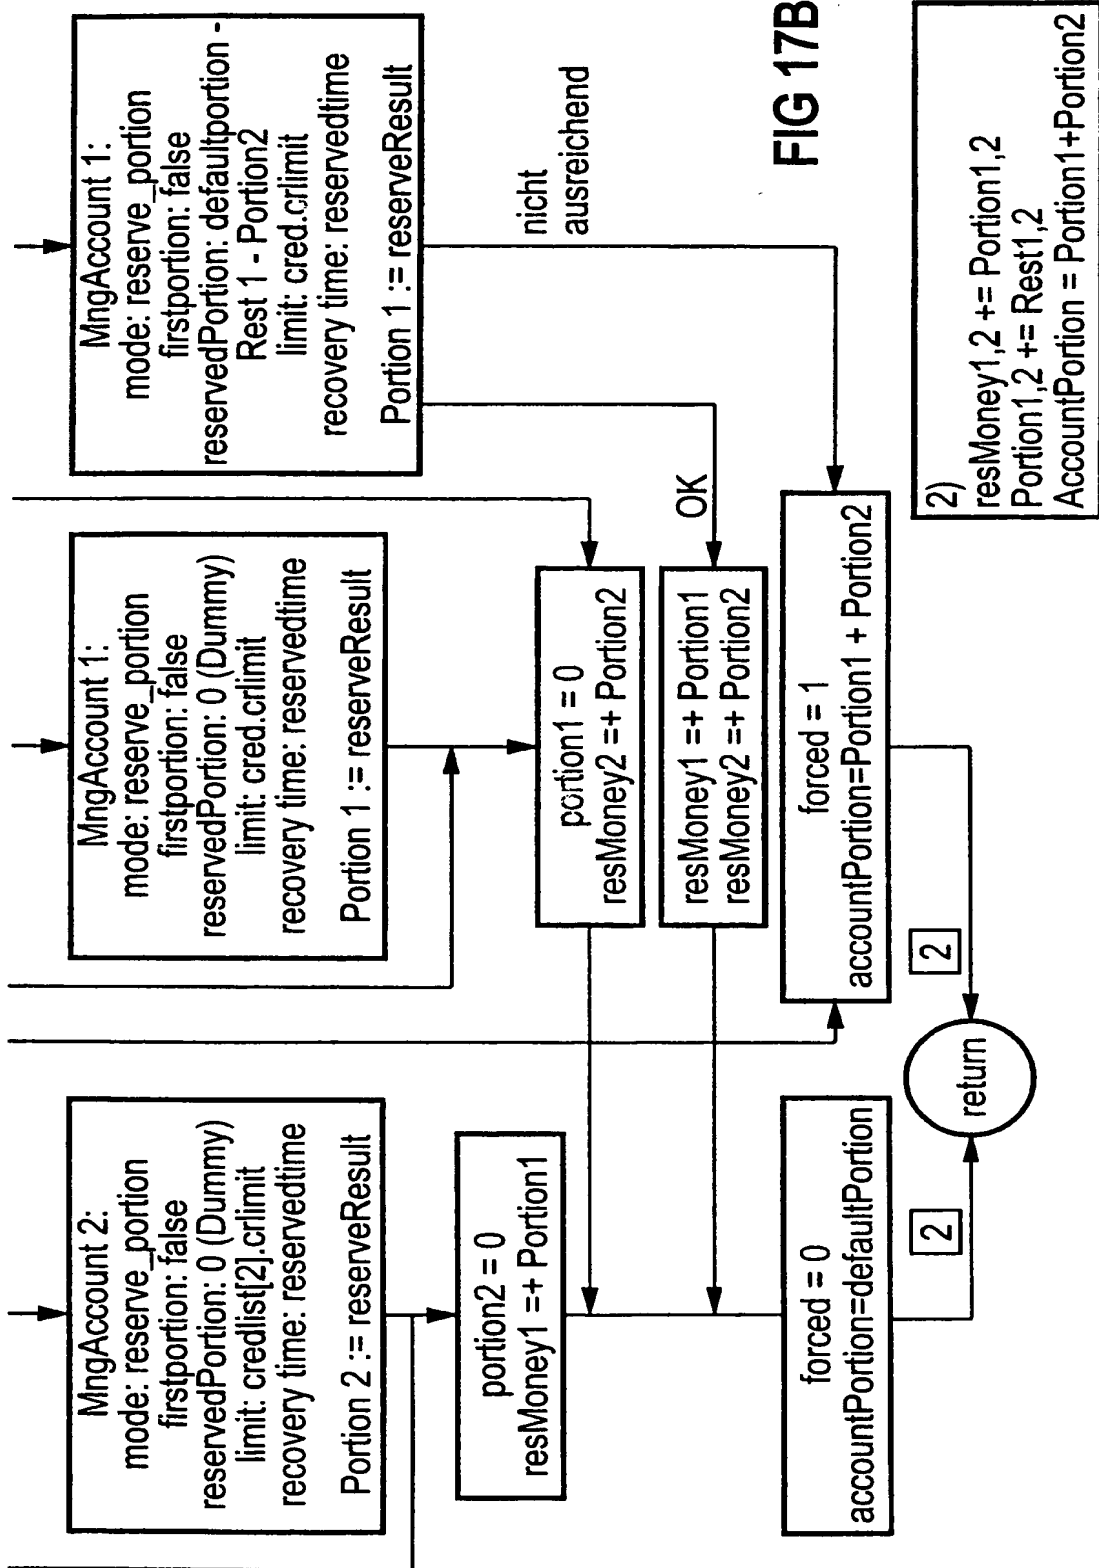 MngAccount 2:
mode: reserve_portion
firstportion: false
reservedPortion: 0 (Dummy)
limit: credlist[2].crlimit
recovery time: reservedtime
Portion 2 := reserveResult
MngAccount 1:
mode: reserve_portion
firstportion: false
reservedPortion: 0 (Dummy)
limit: cred.crlimit
recovery time: reservedtime
Portion 1 := reserveResult
MngAccount 1:
mode: reserve_portion
firstportion: false
reservedPortion: defaultportion -
Rest 1 - Portion2
limit: cred.crlimit
recovery time: reservedtime
Portion 1 := reserveResult
portion2 = 0
resMoney1 =+ Portion1
portion1 = 0
resMoney2 =+ Portion2
nicht
ausreichend
OK
resMoney1 =+ Portion1
resMoney2 =+ Portion2
forced = 0
accountPortion=defaultPortion
forced = 1
accountPortion=Portion1 + Portion2
FIG 17B
2
return
2
2)
resMoney1,2 += Portion1,2
Portion1,2 += Rest1,2
AccountPortion = Portion1+Portion2